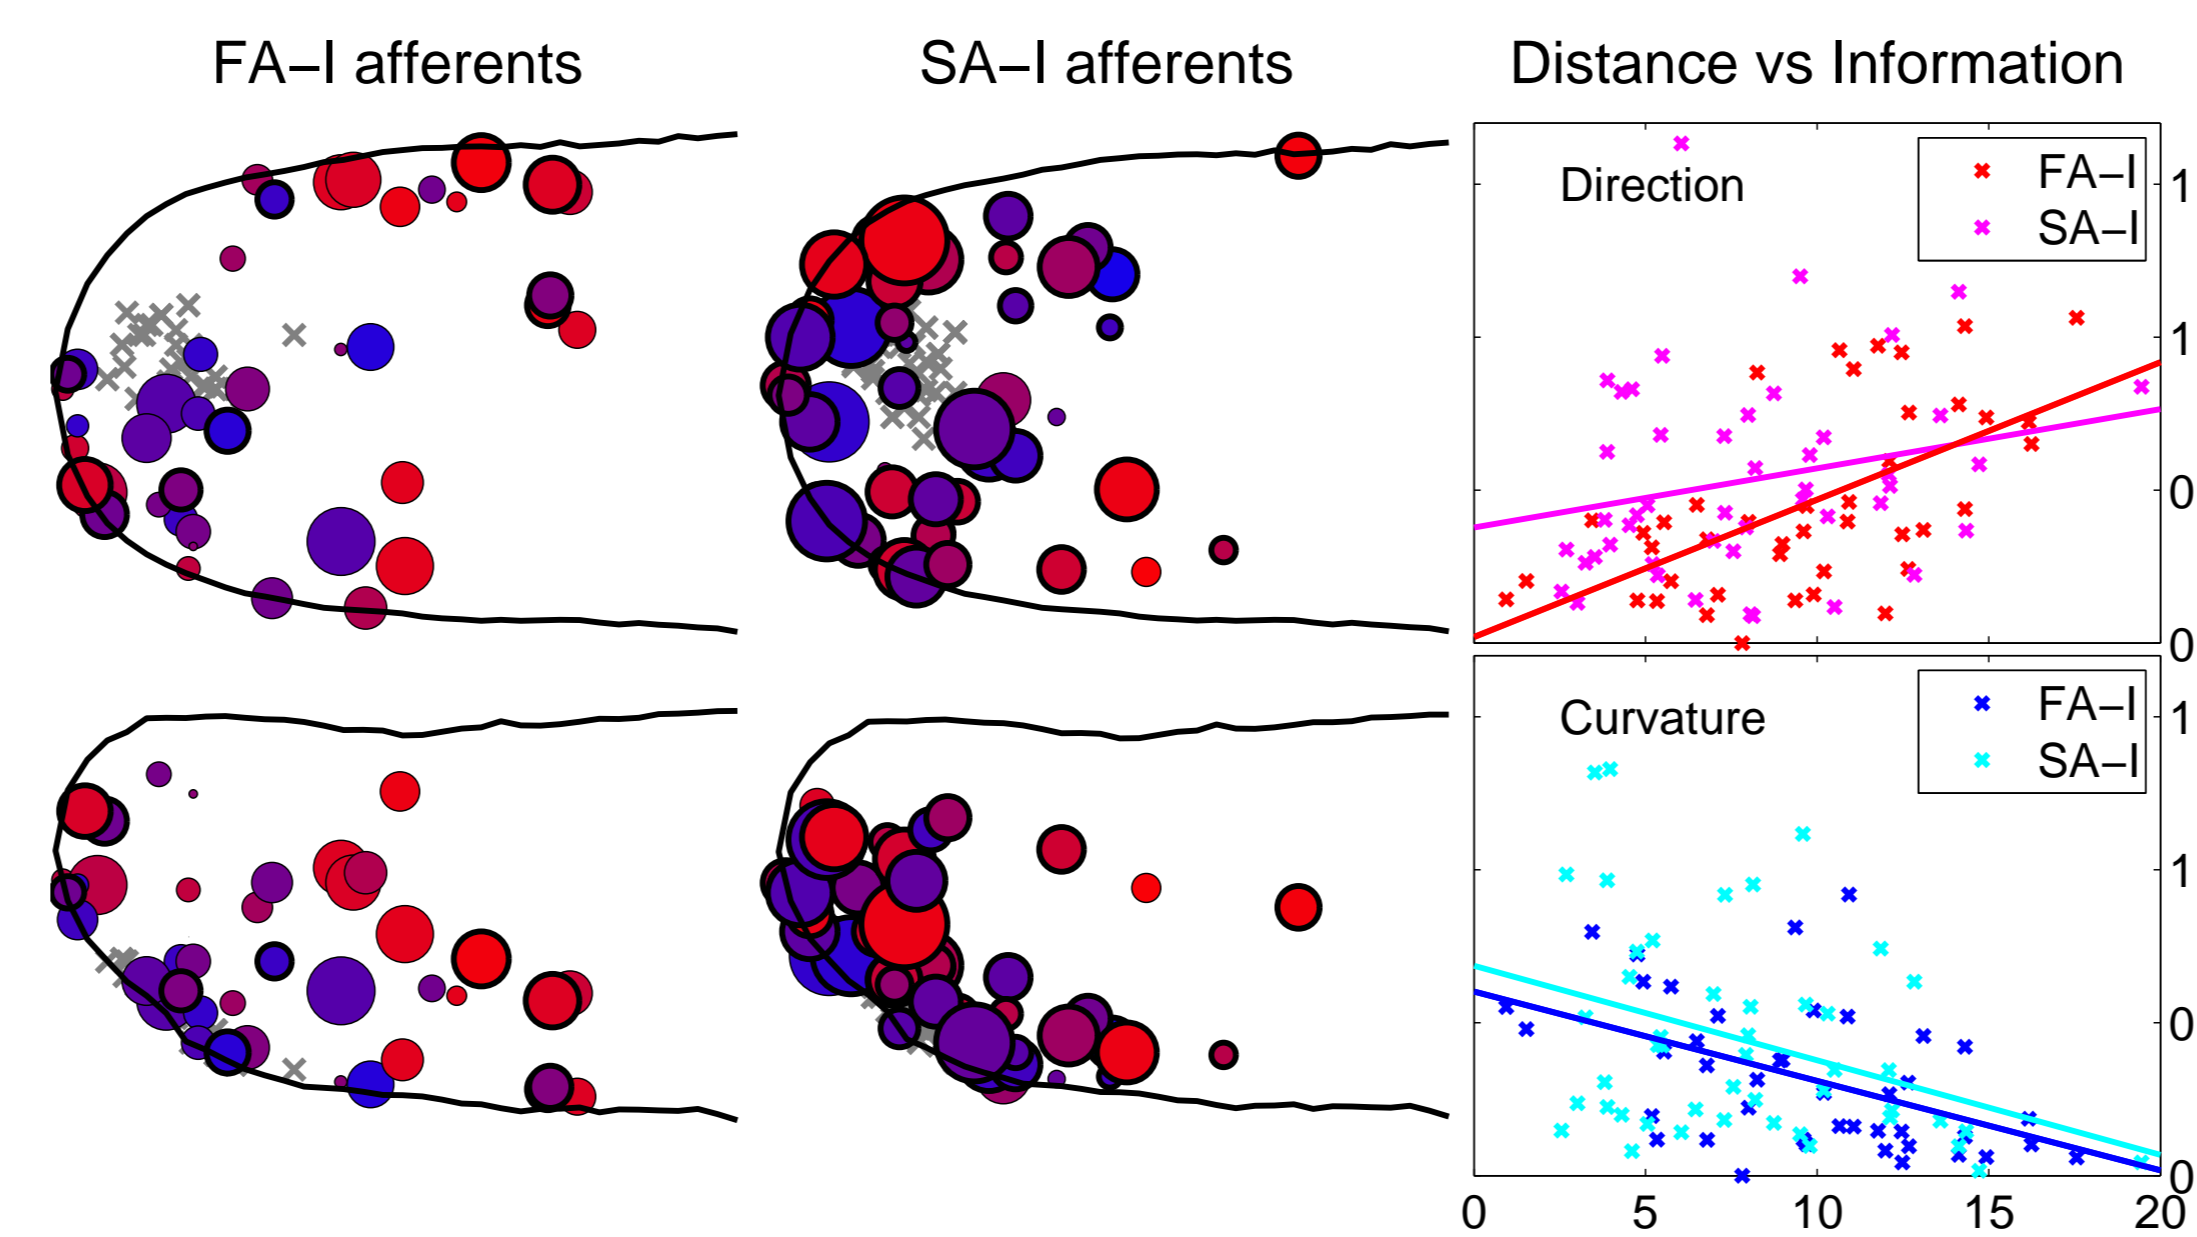 FA–I afferents
SA–I afferents
Distance vs Information
Direction
FA–I
SA–I
1
1
0
0
Curvature
FA–I
SA–I
1
1
0
0
0 5 10 15 20